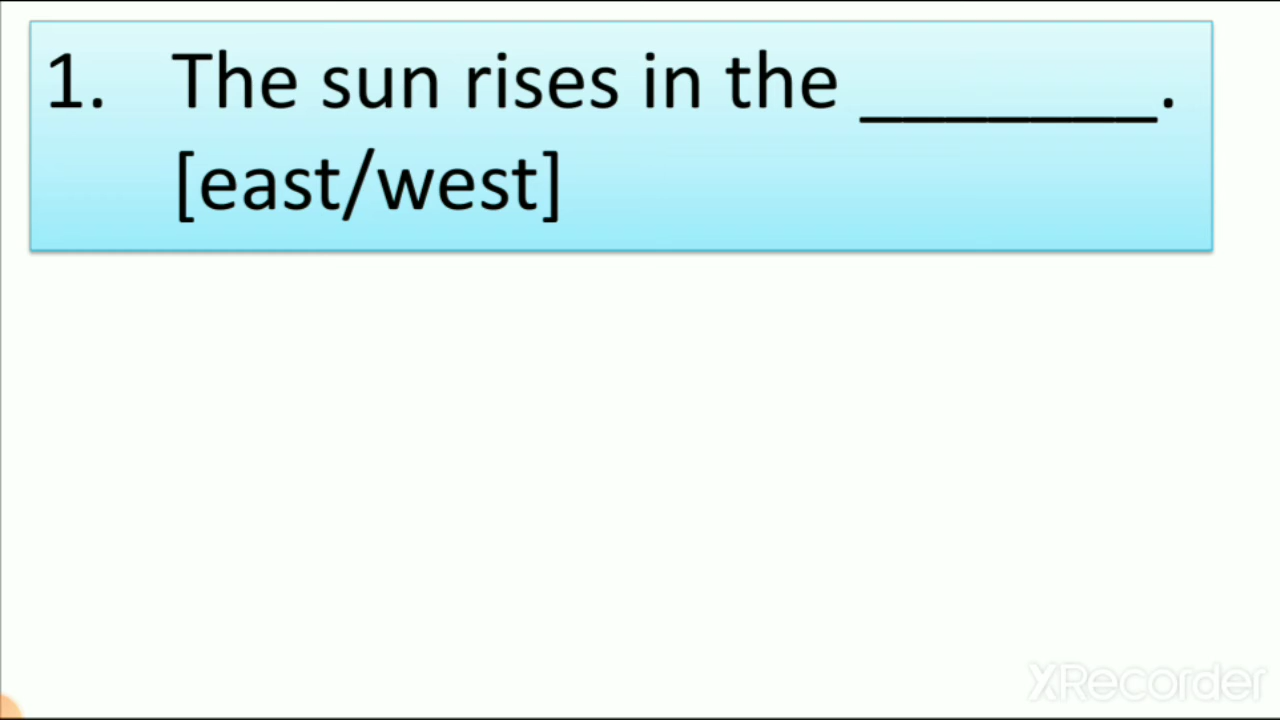 1. The sun rises in the ________.
[east/west]
XRecorder